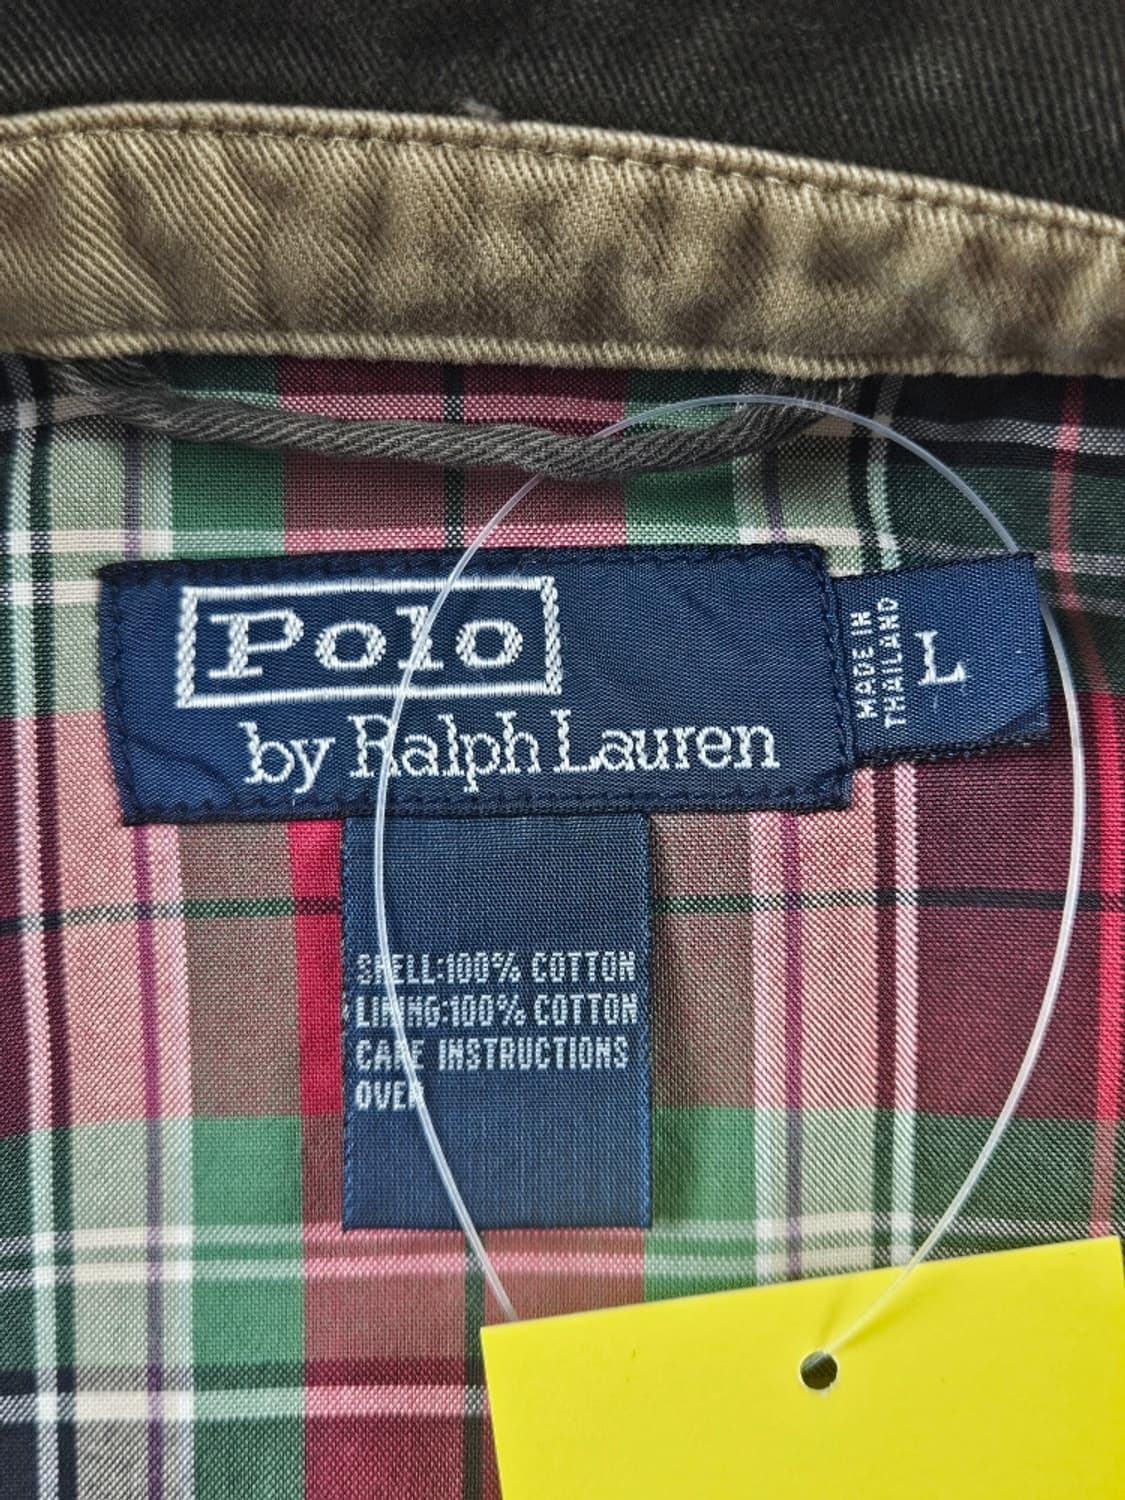 Polo
by Ralph Lauren
MADE IN
THAILAND
L
SHELL:100% COTTON
LINING:100% COTTON
CARE INSTRUCTIONS
OVER